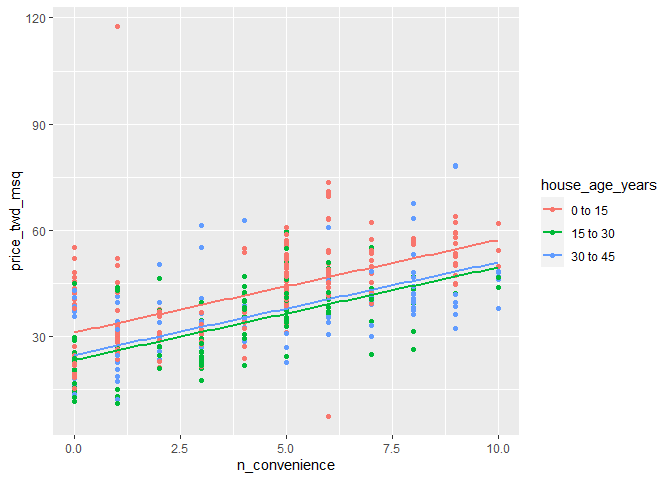 120
90
60
30
price_twd_msq
0.0 2.5 5.0 7.5 10.0
n_convenience
house_age_years
0 to 15
15 to 30
30 to 45